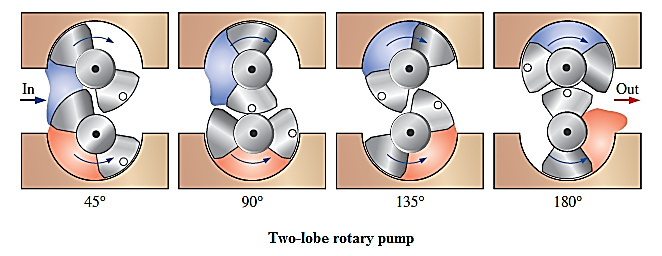 In
Out
45° 90° 135° 180°
Two-lobe rotary pump